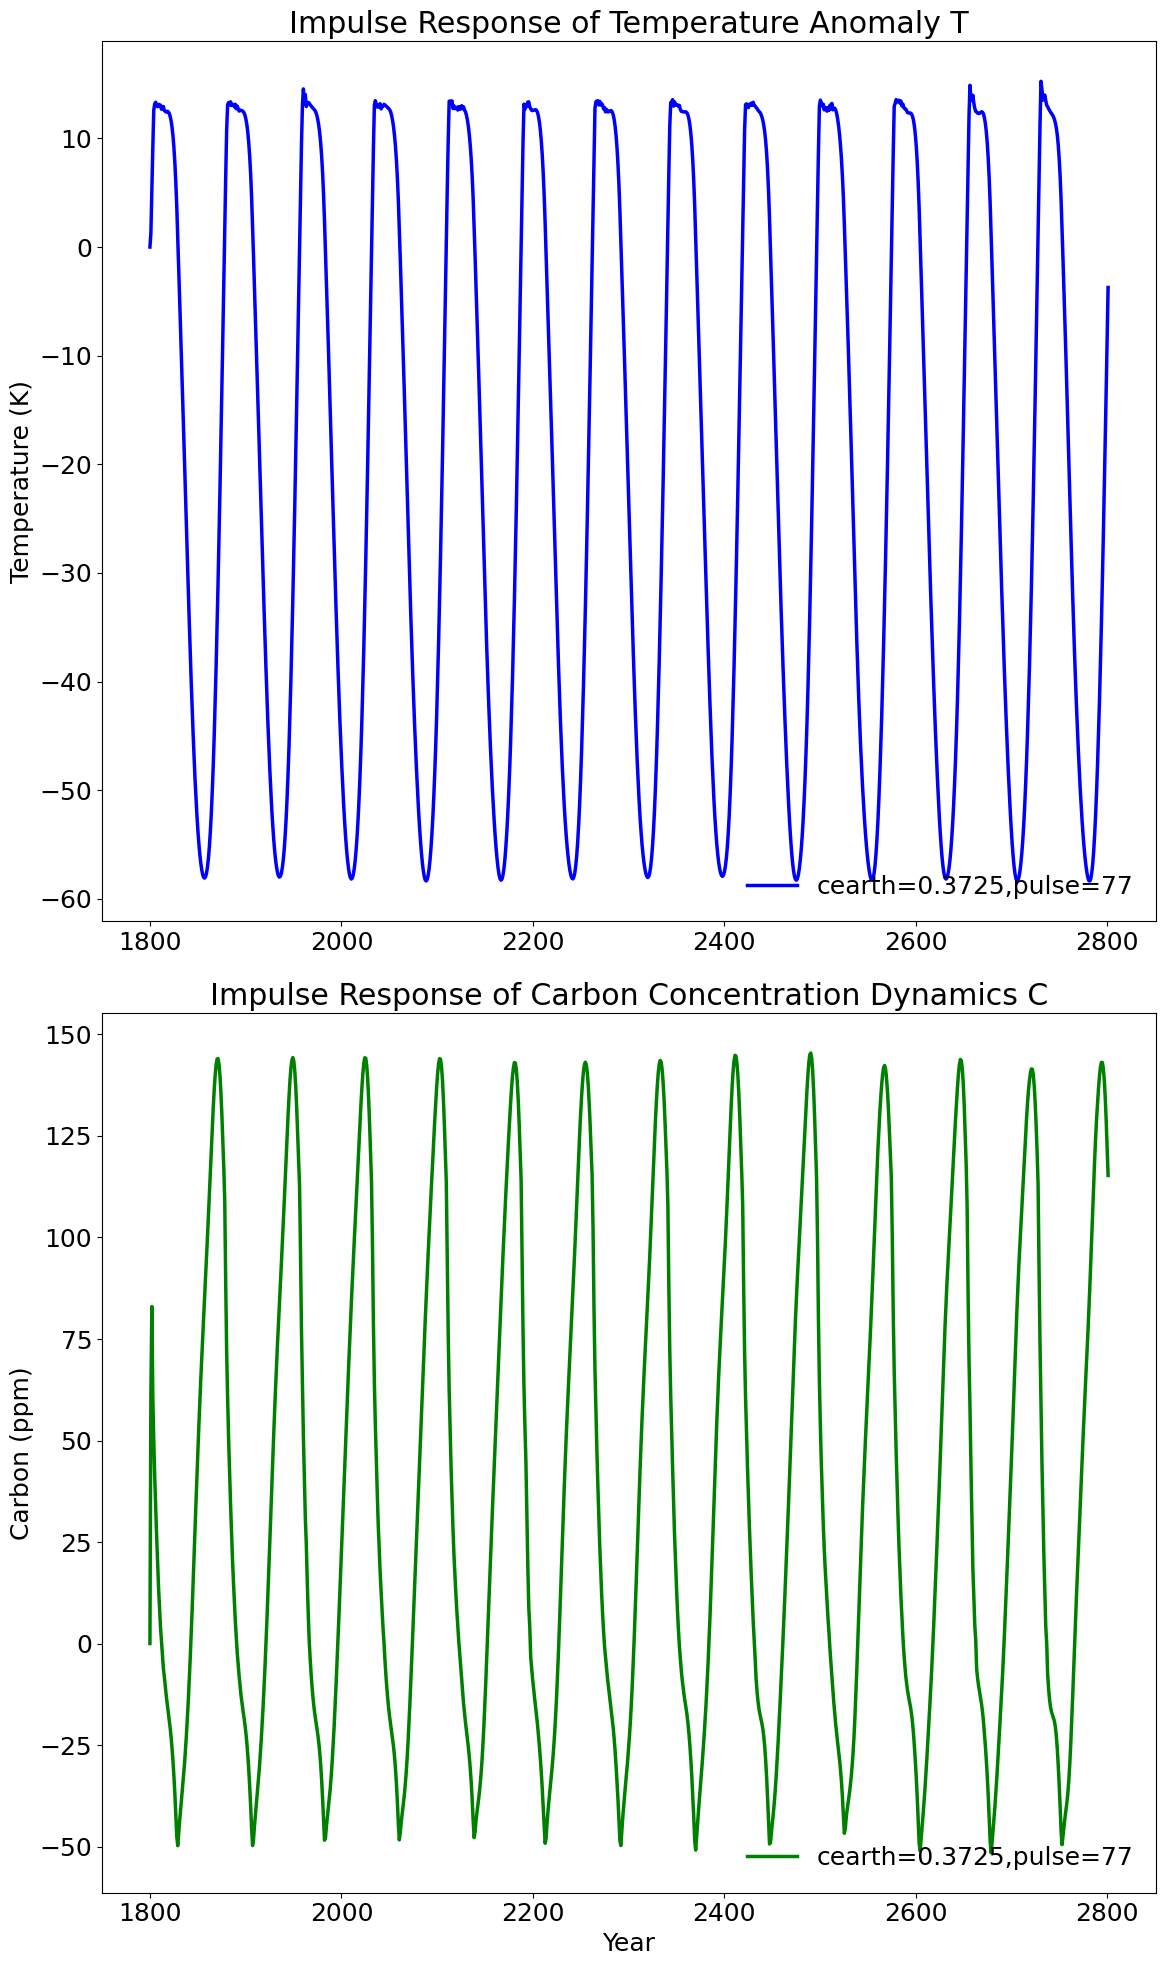 Impulse Response of Temperature Anomaly T
Temperature (K)
10
0
−10
−20
−30
−40
−50
−60
cearth=0.3725,pulse=77
1800 2000 2200 2400 2600 2800
Impulse Response of Carbon Concentration Dynamics C
Carbon (ppm)
150
125
100
75
50
25
0
−25
−50
cearth=0.3725,pulse=77
1800 2000 2200 2400 2600 2800
Year